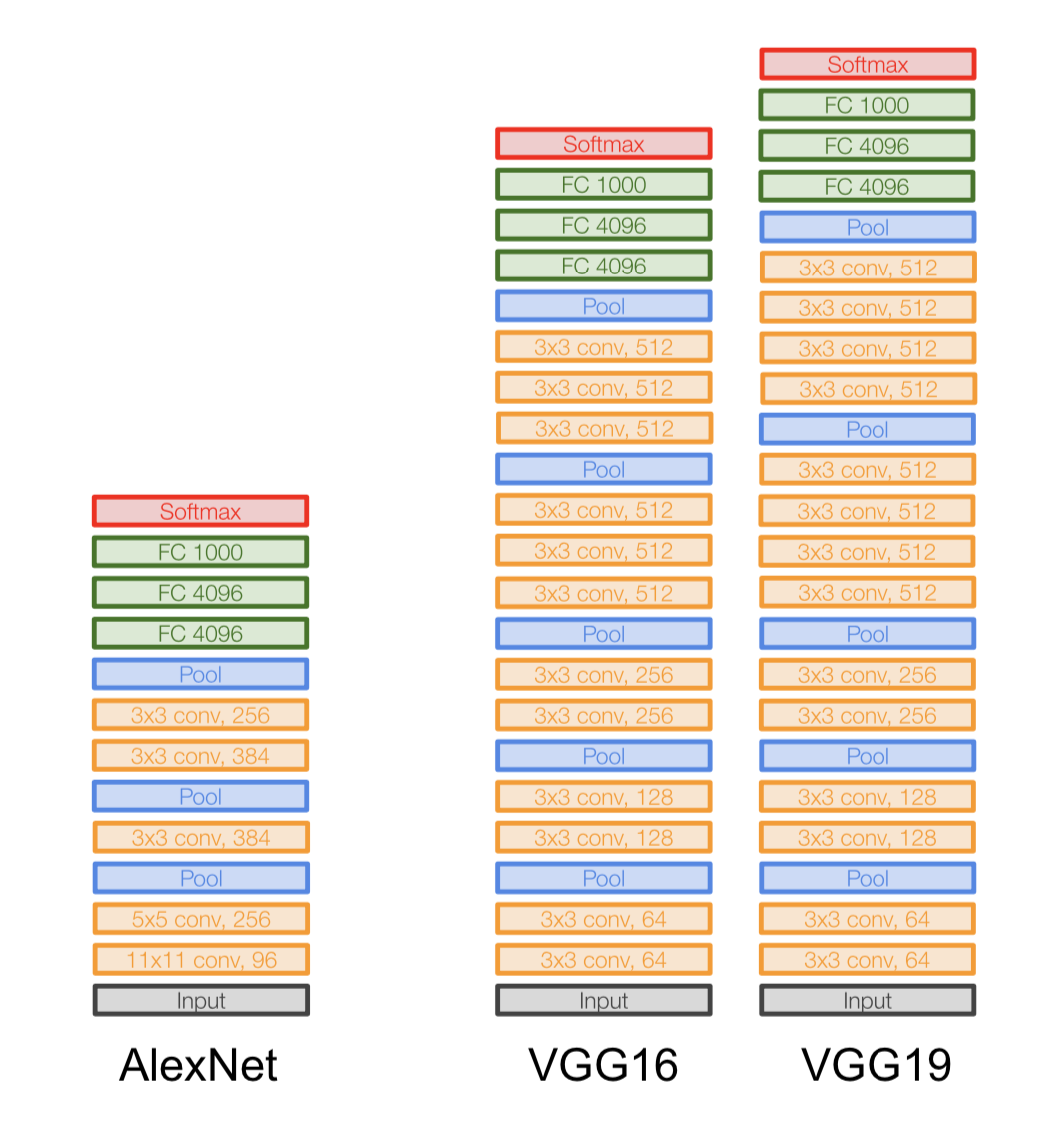 Softmax
FC 1000
FC 4096
FC 4096
Pool
3x3 conv, 256
3x3 conv, 384
Pool
3x3 conv, 384
Pool
5x5 conv, 256
11x11 conv, 96
Input
AlexNet
Softmax
FC 1000
FC 4096
FC 4096
Pool
3x3 conv, 512
3x3 conv, 512
3x3 conv, 512
Pool
3x3 conv, 512
3x3 conv, 512
3x3 conv, 512
Pool
3x3 conv, 256
3x3 conv, 256
Pool
3x3 conv, 128
3x3 conv, 128
Pool
3x3 conv, 64
3x3 conv, 64
Input
VGG16
Softmax
FC 1000
FC 4096
FC 4096
Pool
3x3 conv, 512
3x3 conv, 512
3x3 conv, 512
3x3 conv, 512
Pool
3x3 conv, 512
3x3 conv, 512
3x3 conv, 512
3x3 conv, 512
Pool
3x3 conv, 256
3x3 conv, 256
Pool
3x3 conv, 128
3x3 conv, 128
Pool
3x3 conv, 64
3x3 conv, 64
Input
VGG19